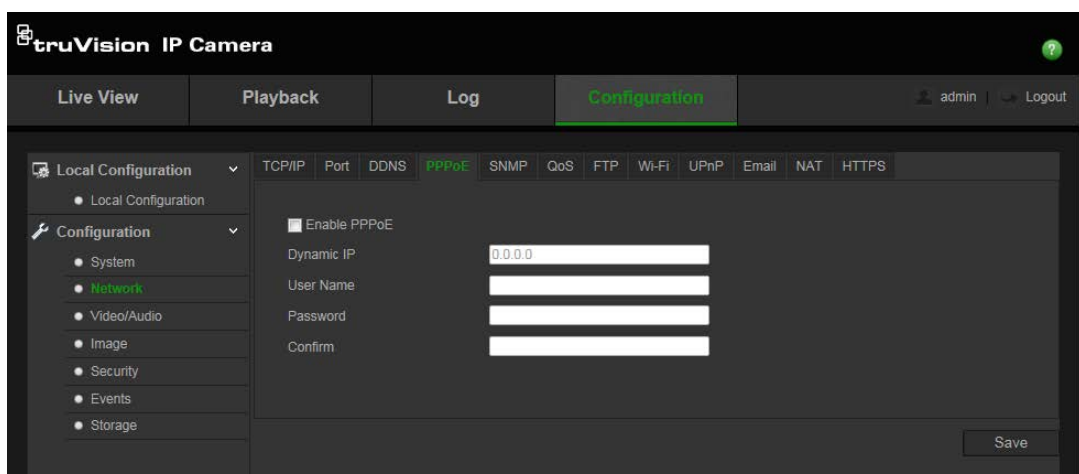 truVision IP Camera
?
Live View Playback Log Configuration admin | Logout
Local Configuration
Local Configuration
Configuration
System
Network
Video/Audio
Image
Security
Events
Storage
TCP/IP Port DDNS PPPoE SNMP QoS FTP Wi-Fi UPnP Email NAT HTTPS
Enable PPPoE
Dynamic IP 0.0.0.0
User Name
Password
Confirm
Save